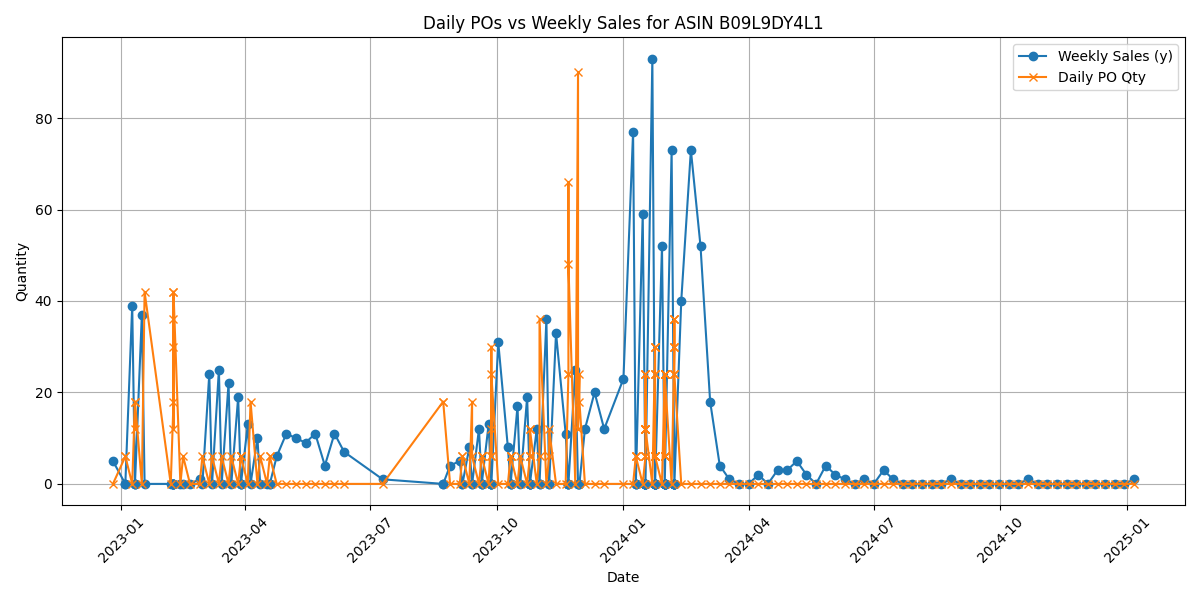 Daily POs vs Weekly Sales for ASIN B09L9DY4L1
Weekly Sales (y)
Daily PO Qty
Quantity
80
60
40
20
0
2023-01
2023-04
2023-07
2023-10
2024-01
2024-04
2024-07
2024-10
2025-01
Date